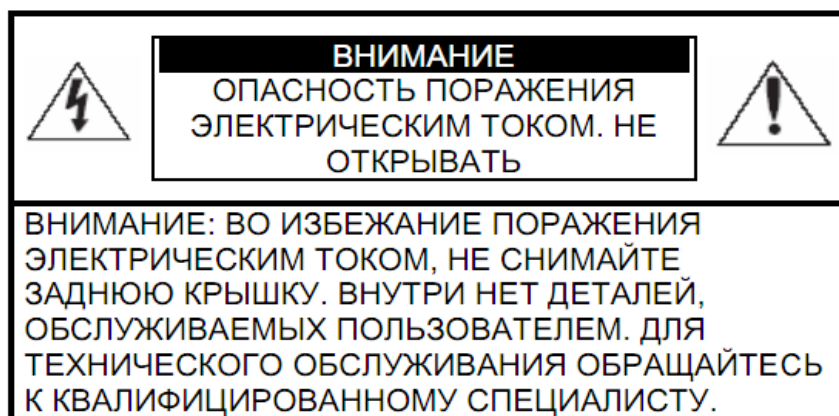 ВНИМАНИЕ
ОПАСНОСТЬ ПОРАЖЕНИЯ
ЭЛЕКТРИЧЕСКИМ ТОКОМ. НЕ
ОТКРЫВАТЬ
ВНИМАНИЕ: ВО ИЗБЕЖАНИЕ ПОРАЖЕНИЯ
ЭЛЕКТРИЧЕСКИМ ТОКОМ, НЕ СНИМАЙТЕ
ЗАДНЮЮ КРЫШКУ. ВНУТРИ НЕТ ДЕТАЛЕЙ,
ОБСЛУЖИВАЕМЫХ ПОЛЬЗОВАТЕЛЕМ. ДЛЯ
ТЕХНИЧЕСКОГО ОБСЛУЖИВАНИЯ ОБРАЩАЙТЕСЬ
К КВАЛИФИЦИРОВАННОМУ СПЕЦИАЛИСТУ.